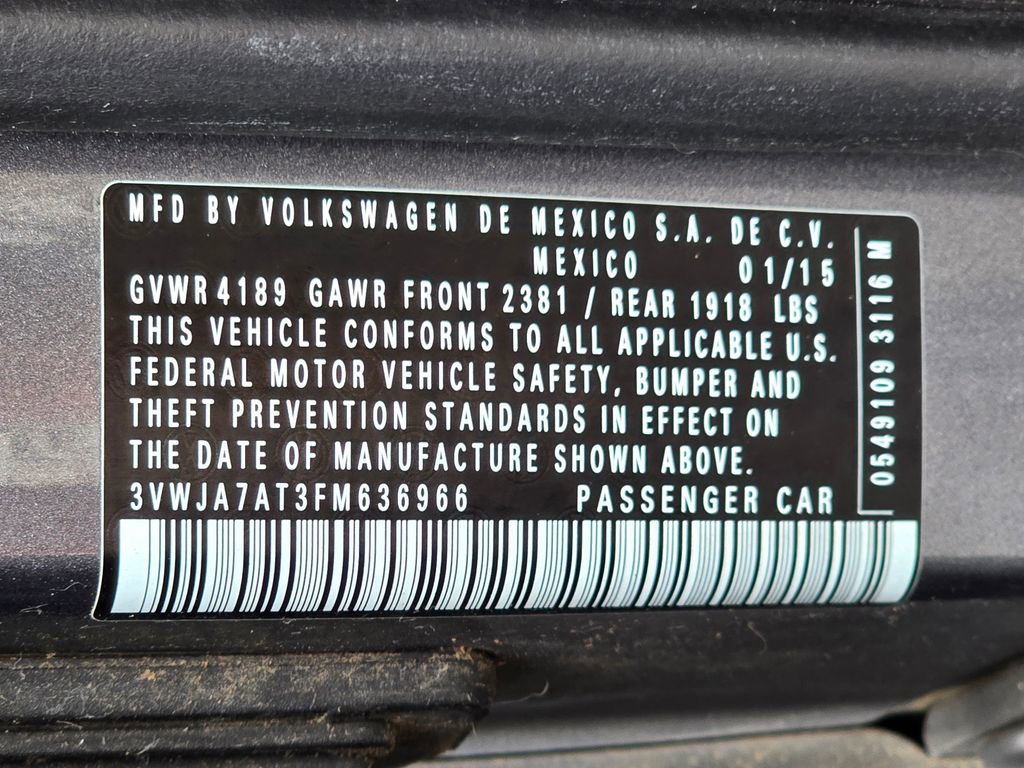 MFD BY VOLKSWAGEN DE MEXICO S.A. DE C.V.
MEXICO 01/15
GVWR 4189 GAWR FRONT 2381 / REAR 1918 LBS
THIS VEHICLE CONFORMS TO ALL APPLICABLE U.S.
FEDERAL MOTOR VEHICLE SAFETY, BUMPER AND
THEFT PREVENTION STANDARDS IN EFFECT ON
THE DATE OF MANUFACTURE SHOWN ABOVE.
3VWJA7AT3FM636966 PASSENGER CAR
0549109 3116 M